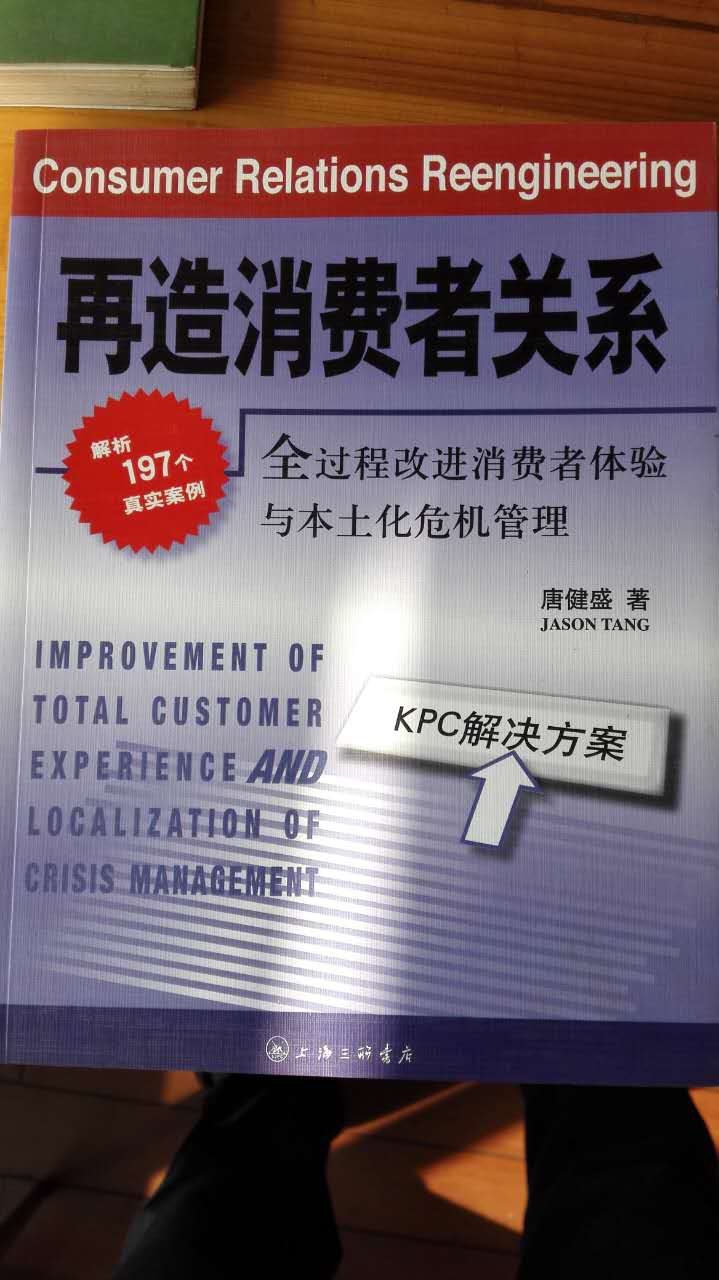 Consumer Relations Reengineering
再造消费者关系
解析
197个
真实案例
全过程改进消费者体验
与本土化危机管理
唐健盛 著
JASON TANG
IMPROVEMENT OF
TOTAL CUSTOMER
EXPERIENCE AND
LOCALIZATION OF
CRISIS MANAGEMENT
KPC解决方案
上海三联书店